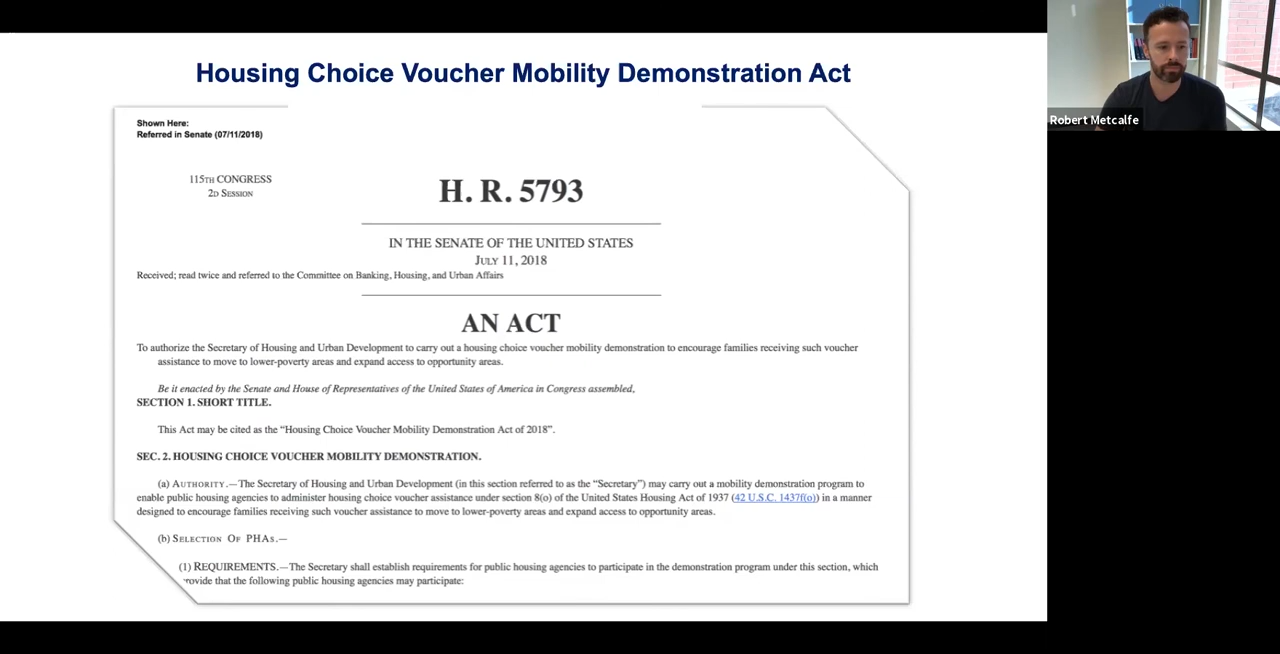 Housing Choice Voucher Mobility Demonstration Act
Shown Here:
Referred in Senate (07/11/2018)
115TH CONGRESS
2D SESSION
H. R. 5793
IN THE SENATE OF THE UNITED STATES
JULY 11, 2018
Received; read twice and referred to the Committee on Banking, Housing, and Urban Affairs
AN ACT
To authorize the Secretary of Housing and Urban Development to carry out a housing choice voucher mobility demonstration to encourage families receiving such voucher
assistance to move to lower-poverty areas and expand access to opportunity areas.
Be it enacted by the Senate and House of Representatives of the United States of America in Congress assembled,
SECTION 1. SHORT TITLE.
This Act may be cited as the “Housing Choice Voucher Mobility Demonstration Act of 2018”.
SEC. 2. HOUSING CHOICE VOUCHER MOBILITY DEMONSTRATION.
(a) AUTHORITY.—The Secretary of Housing and Urban Development (in this section referred to as the “Secretary”) may carry out a mobility demonstration program to
enable public housing agencies to administer housing choice voucher assistance under section 8(o) of the United States Housing Act of 1937 (42 U.S.C. 1437f(o)) in a manner
designed to encourage families receiving such voucher assistance to move to lower-poverty areas and expand access to opportunity areas.
(b) SELECTION OF PHAS.—
(1) REQUIREMENTS.—The Secretary shall establish requirements for public housing agencies to participate in the demonstration program under this section, which
rovide that the following public housing agencies may participate:
Robert Metcalfe